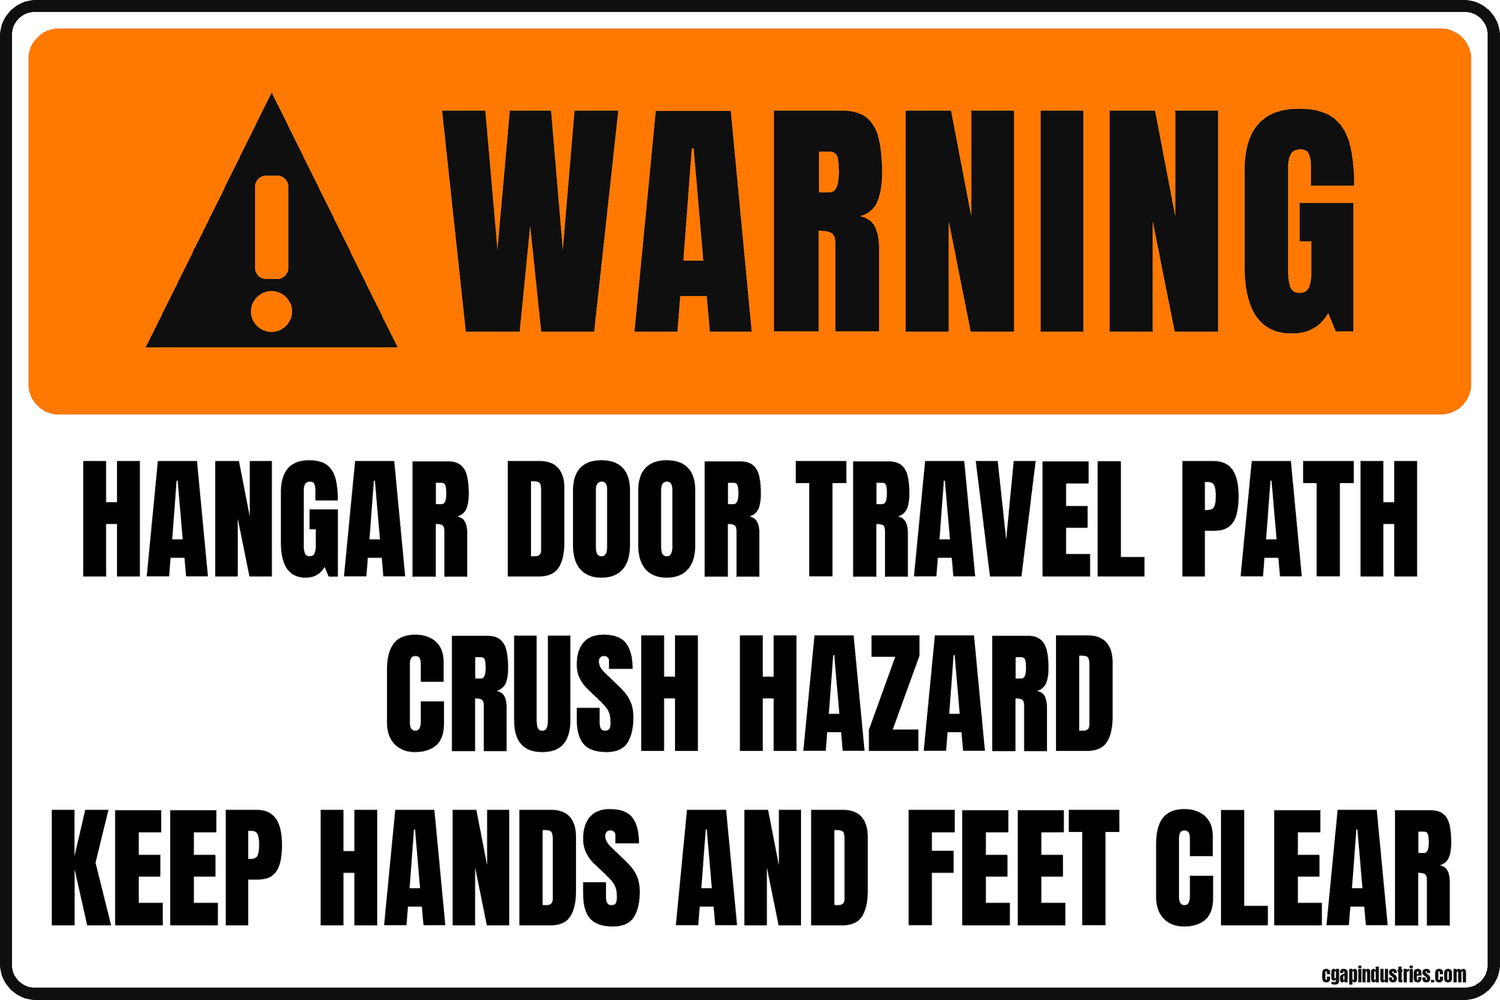 WARNING
HANGAR DOOR TRAVEL PATH
CRUSH HAZARD
KEEP HANDS AND FEET CLEAR
cgapindustries.com